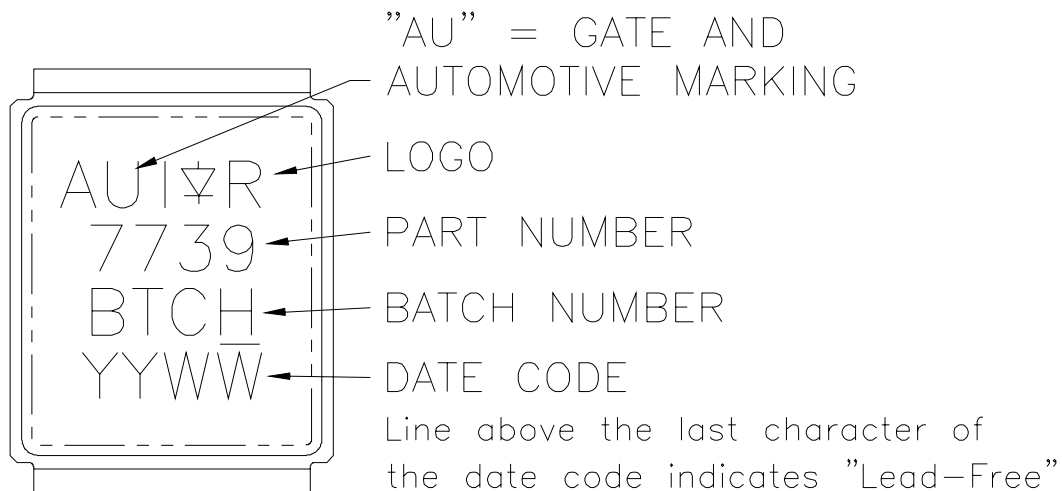 "AU" = GATE AND
AUTOMOTIVE MARKING
AUI R
LOGO
7739
PART NUMBER
BTCH
BATCH NUMBER
YYWW
DATE CODE
Line above the last character of
the date code indicates "Lead-Free"